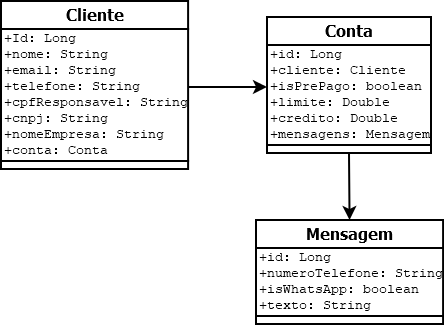 Cliente
+Id: Long
+nome: String
+email: String
+telefone: String
+cpfResponsavel: String
+cnpj: String
+nomeEmpresa: String
+conta: Conta
Conta
+id: Long
+cliente: Cliente
+isPrePago: boolean
+limite: Double
+credito: Double
+mensagens: Mensagem
Mensagem
+id: Long
+numeroTelefone: String
+isWhatsApp: boolean
+texto: String